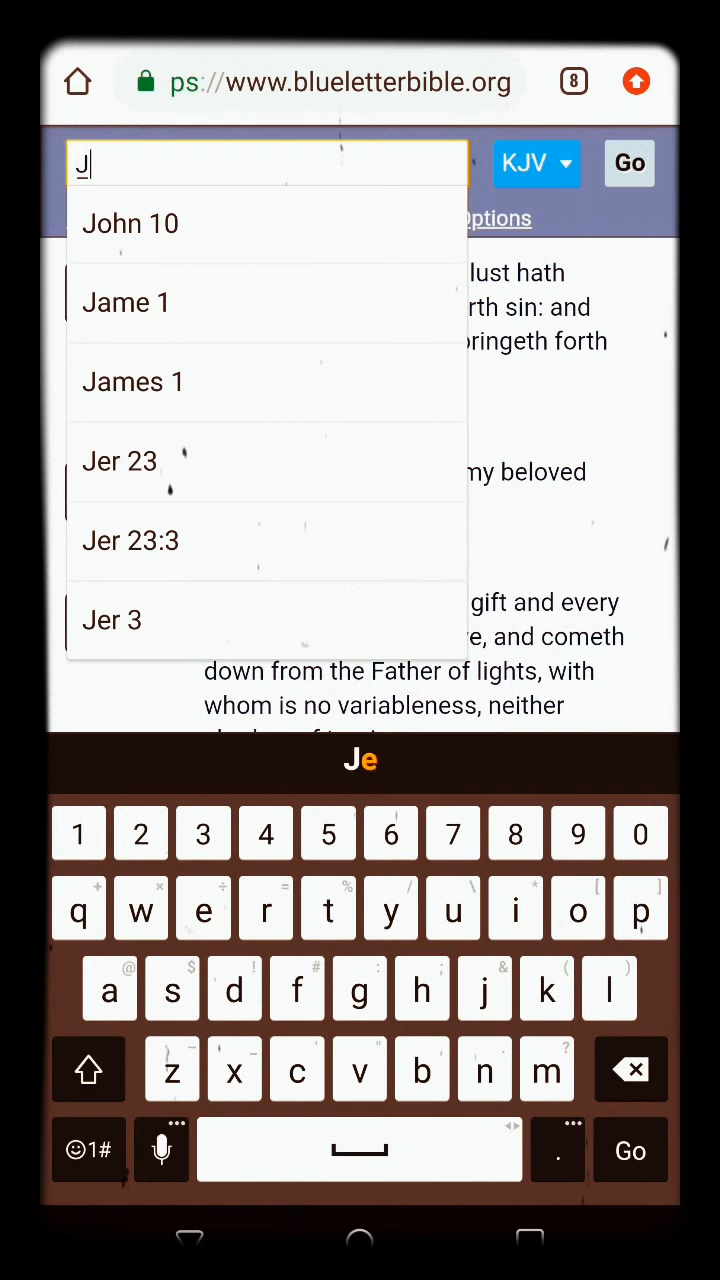 ps://www.blueletterbible.org 8
J KJV Go
Options
John 10
Jame 1
James 1
Jer 23
Jer 23:3
Jer 3
lust hath
sin: and
forth
my beloved
gift and every
and cometh
down from the Father of lights, with
whom is no variableness, neither
Je
1 2 3 4 5 6 7 8 9 0
+ × ÷ = % / \ * [ ]
q w e r t y u i o p
@ $ ! # : ; & ( )
a s d f g h j k l
- _ ' " , . ?
z x c v b n m
1# . Go